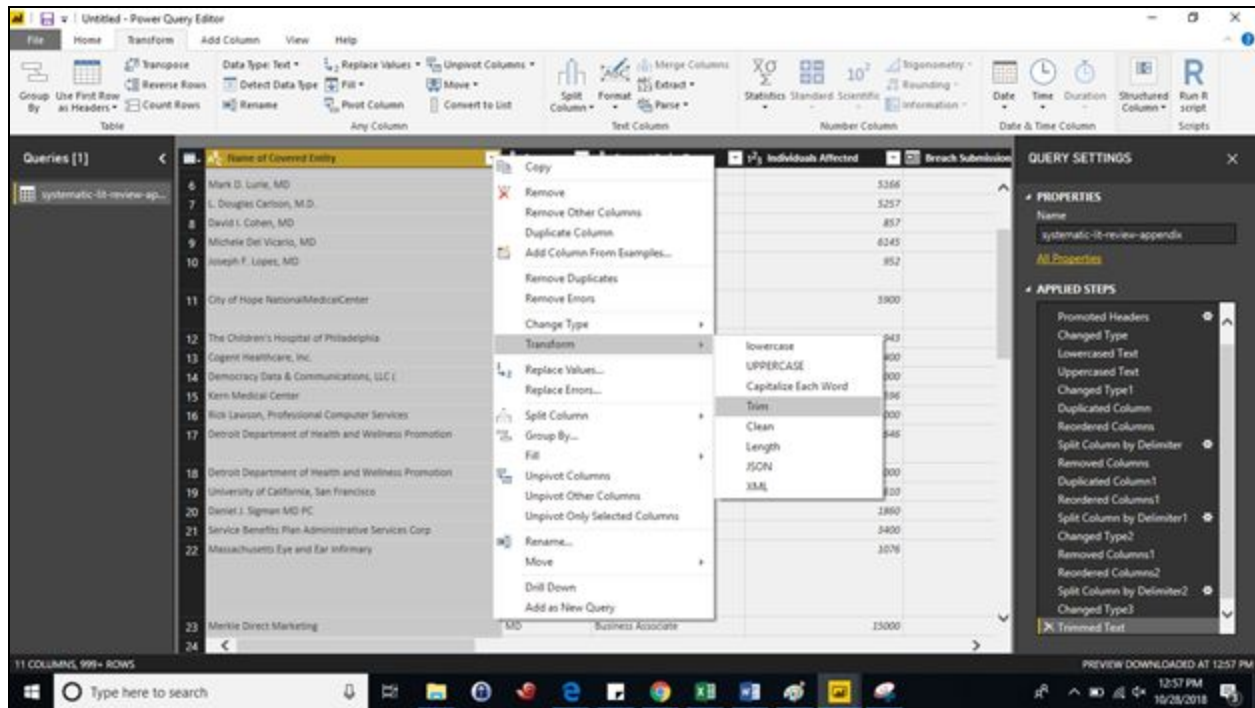 Untitled - Power Query Editor
File Home Transform Add Column View Help
Group By
Use First Row as Headers
Transpose
Reverse Rows
Count Rows
Table
Data Type: Text
Detect Data Type
Rename
Replace Values
Fill
Pivot Column
Unpivot Columns
Move
Convert to List
Any Column
Split Column
Format
Merge Columns
Extract
Parse
Text Column
Statistics
Standard
Scientific
Trigonometry
Rounding
Information
Number Column
Date
Time
Duration
Date & Time Column
Structured Column
Run R script
Scripts
Queries [1]
systematic-lit-review-ap...
Name of Covered Entity
Individuals Affected
Breach Submission
6 Mark D. Lurie, MD 5166
7 L. Douglas Carlson, M.D. 5257
8 David I. Cohen, MD 857
9 Michele Del Vicario, MD 6145
10 Joseph F. Lopez, MD 952
11 City of Hope NationalMedicalCenter 5900
12 The Children's Hospital of Philadelphia 943
13 Cogent Healthcare, Inc.
14 Democracy Data & Communications, LLC (
15 Kern Medical Center
16 Rick Lawson, Professional Computer Services
17 Detroit Department of Health and Wellness Promotion
18 Detroit Department of Health and Wellness Promotion
19 University of California, San Francisco
20 Daniel J. Sigman MD PC 1860
21 Service Benefits Plan Administrative Services Corp 3400
22 Massachusetts Eye and Ear Infirmary 1076
23 Merkle Direct Marketing MD Business Associate 15000
24
Copy
Remove
Remove Other Columns
Duplicate Column
Add Column From Examples...
Remove Duplicates
Remove Errors
Change Type
Transform
Replace Values...
Replace Errors...
Split Column
Group By...
Fill
Unpivot Columns
Unpivot Other Columns
Unpivot Only Selected Columns
Rename...
Move
Drill Down
Add as New Query
lowercase
UPPERCASE
Capitalize Each Word
Trim
Clean
Length
JSON
XML
QUERY SETTINGS
PROPERTIES
Name
systematic-lit-review-appendix
All Properties
APPLIED STEPS
Promoted Headers
Changed Type
Lowercased Text
Uppercased Text
Changed Type1
Duplicated Column
Reordered Columns
Split Column by Delimiter
Removed Columns
Duplicated Column1
Reordered Columns1
Split Column by Delimiter1
Changed Type2
Removed Columns1
Reordered Columns2
Split Column by Delimiter2
Changed Type3
Trimmed Text
11 COLUMNS, 999+ ROWS
PREVIEW DOWNLOADED AT 12:57 PM
Type here to search
12:57 PM
10/28/2018